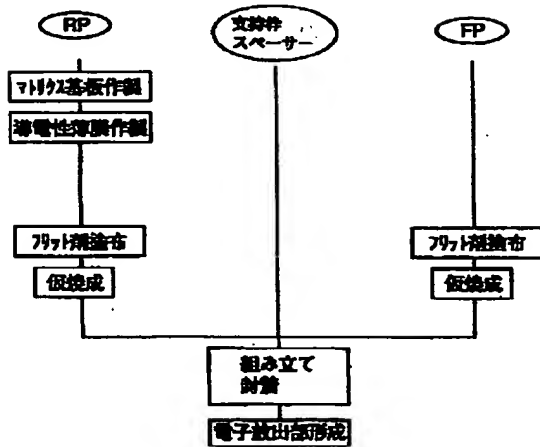 RP
支持枠
スペーサー
FP
マトリクス基板作製
導電性薄膜作製
フリット剤塗布
仮焼成
フリット剤塗布
仮焼成
組み立て
封着
電子放出部形成